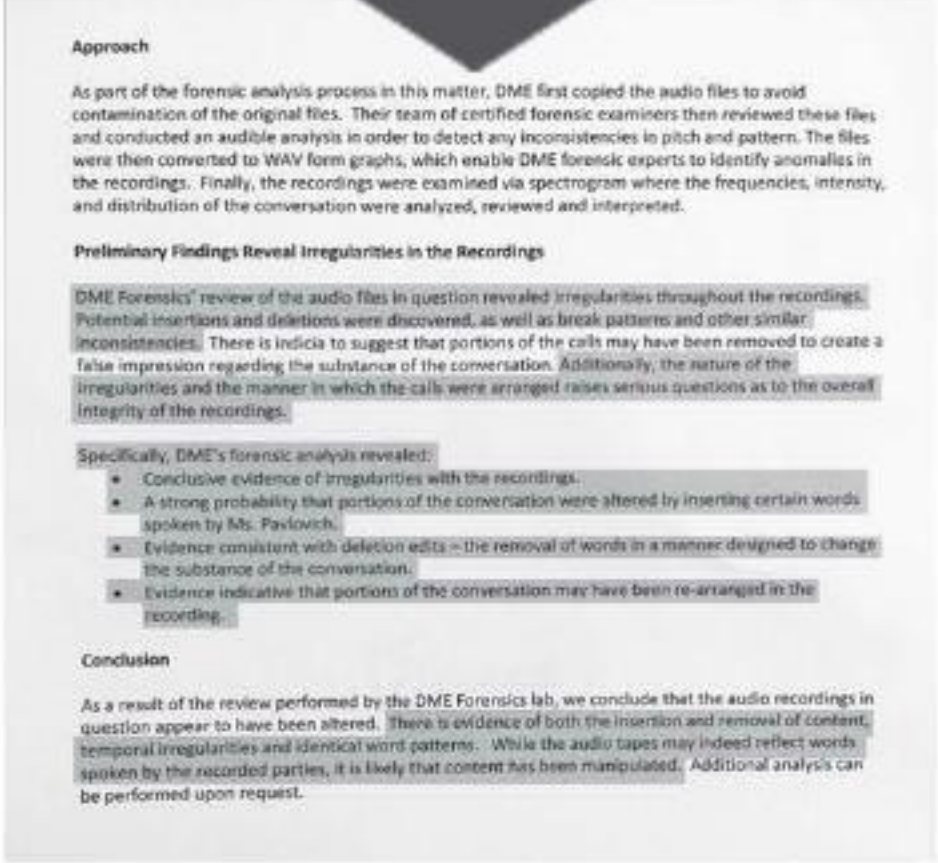 Approach
As part of the forensic analysis process in this matter, DME first copied the audio files to avoid
contamination of the original files. Their team of certified forensic examiners then reviewed these files
and conducted an audible analysis in order to detect any inconsistencies in pitch and pattern. The files
were then converted to WAV form graphs, which enable DME forensic experts to identify anomalies in
the recordings. Finally, the recordings were examined via spectrogram where the frequencies, intensity,
and distribution of the conversation were analyzed, reviewed and interpreted.
Preliminary Findings Reveal Irregularities in the Recordings
DME Forensics' review of the audio files in question revealed irregularities throughout the recordings.
Potential insertions and deletions were discovered, as well as break patterns and other similar
inconsistencies. There is indicia to suggest that portions of the calls may have been removed to create a
false impression regarding the substance of the conversation. Additionally, the nature of the
irregularities and the manner in which the calls were arranged raises serious questions as to the overall
integrity of the recordings.
Specifically, DME's forensic analysis revealed:
• Conclusive evidence of irregularities with the recordings.
• A strong probability that portions of the conversation were altered by inserting certain words
spoken by Ms. Pavlovich.
• Evidence consistent with deletion edits – the removal of words in a manner designed to change
the substance of the conversation.
• Evidence indicative that portions of the conversation may have been re-arranged in the
recording.
Conclusion
As a result of the review performed by the DME Forensics lab, we conclude that the audio recordings in
question appear to have been altered. There is evidence of both the insertion and removal of content,
temporal irregularities and identical word patterns. While the audio tapes may indeed reflect words
spoken by the recorded parties, it is likely that content has been manipulated. Additional analysis can
be performed upon request.